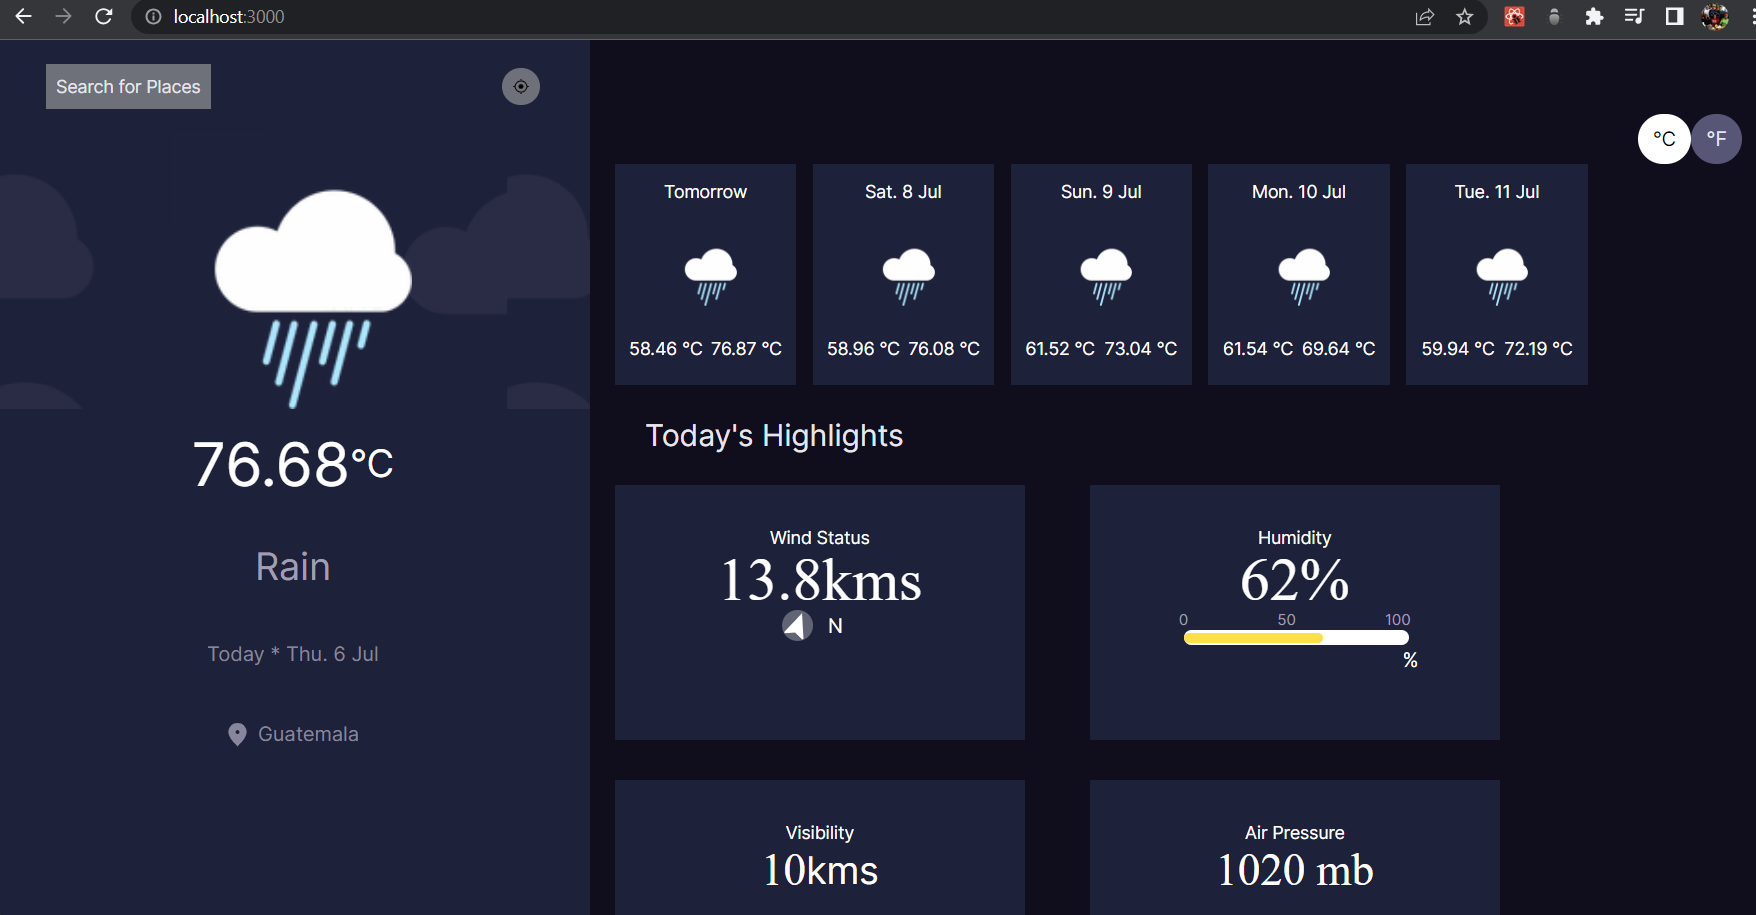 localhost:3000
Search for Places
°C °F
Tomorrow
58.46 °C 76.87 °C
Sat. 8 Jul
58.96 °C 76.08 °C
Sun. 9 Jul
61.52 °C 73.04 °C
Mon. 10 Jul
61.54 °C 69.64 °C
Tue. 11 Jul
59.94 °C 72.19 °C
76.68°C
Rain
Today * Thu. 6 Jul
Guatemala
Today's Highlights
Wind Status
13.8kms
N
Humidity
62%
0 50 100
%
Visibility
10kms
Air Pressure
1020 mb